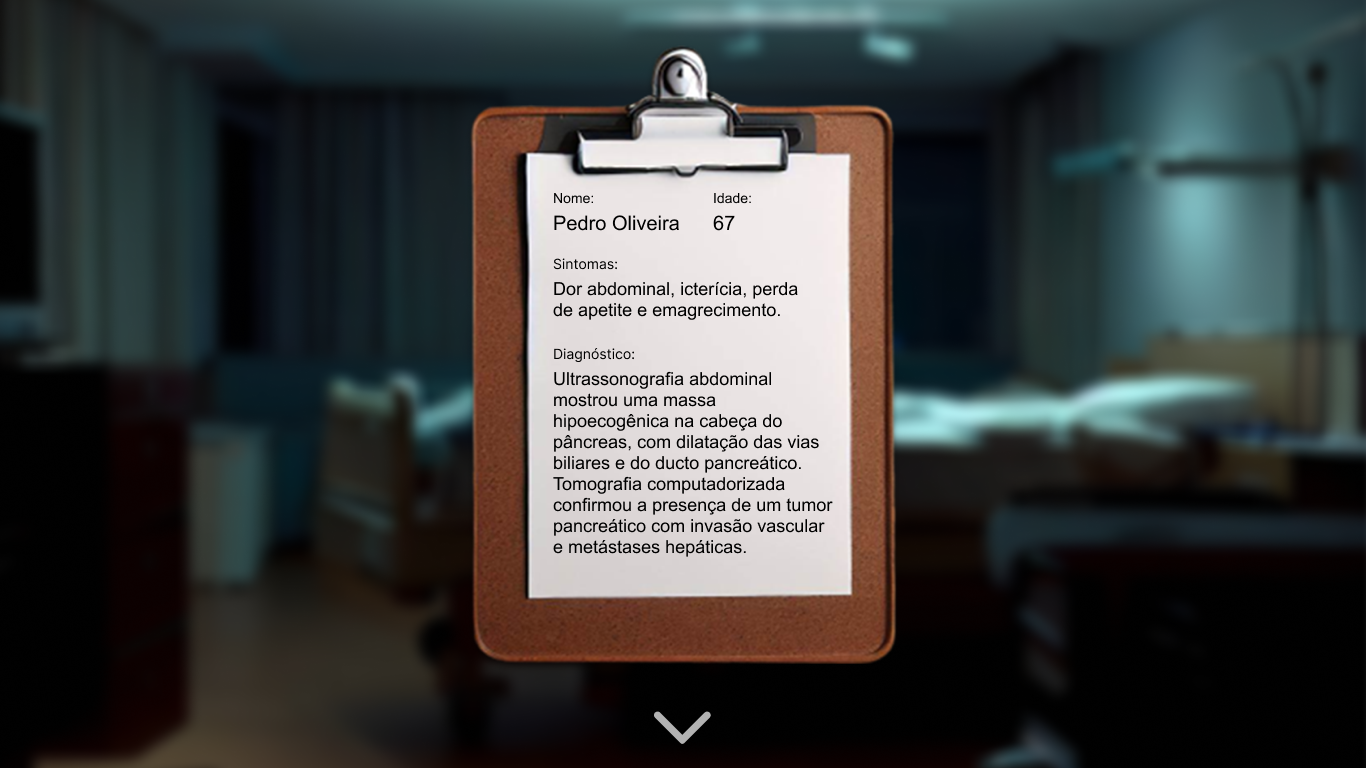 Nome: Idade:
Pedro Oliveira 67
Sintomas:
Dor abdominal, icterícia, perda
de apetite e emagrecimento.
Diagnóstico:
Ultrassonografia abdominal
mostrou uma massa
hipoecogênica na cabeça do
pâncreas, com dilatação das vias
biliares e do ducto pancreático.
Tomografia computadorizada
confirmou a presença de um tumor
pancreático com invasão vascular
e metástases hepáticas.